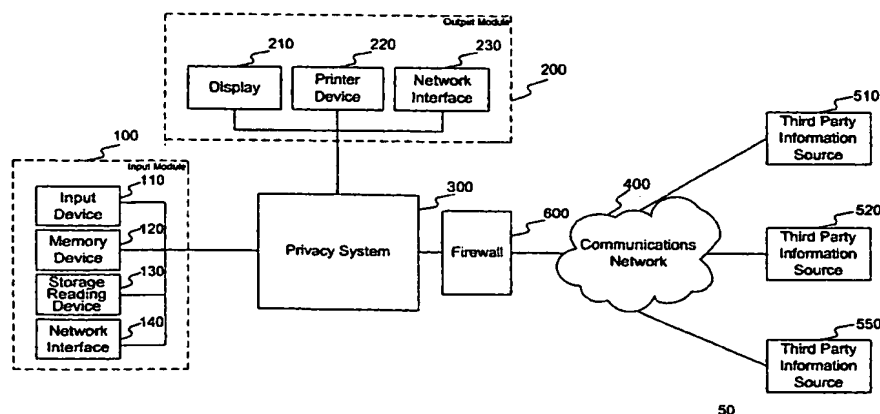 Output Module
210
220
230
Display
Printer
Device
Network
Interface
200
510
Third Party
Information
Source
100
Input Module
110
Input
Device
120
Memory
Device
130
Storage
Reading
Device
140
Network
Interface
300
Privacy System
600
Firewall
400
Communications
Network
520
Third Party
Information
Source
550
Third Party
Information
Source
50